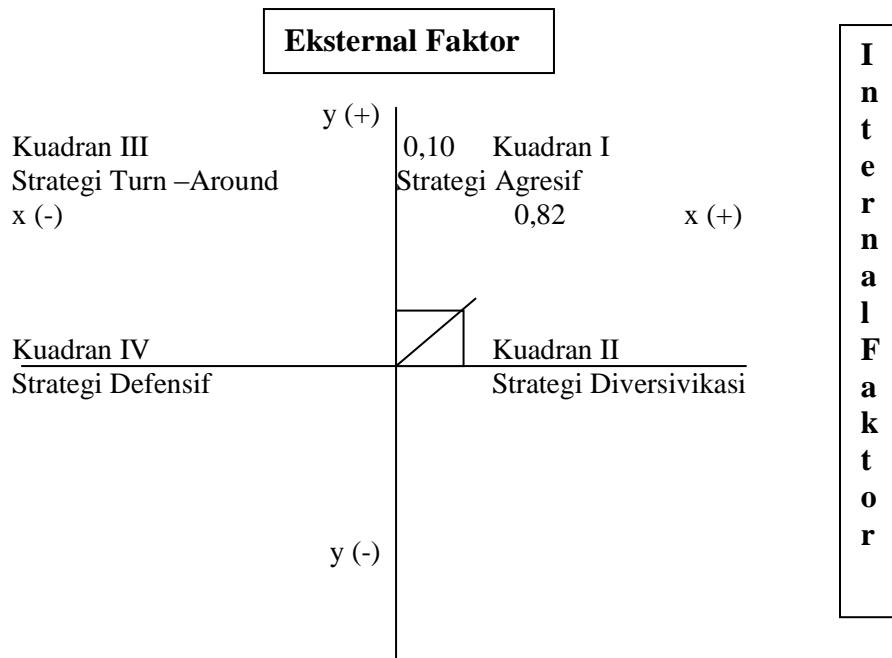 Eksternal Faktor
y (+)
Kuadran III
Strategi Turn –Around
x (-)
0,10 Kuadran I
Strategi Agresif
0,82 x (+)
Kuadran IV
Strategi Defensif
Kuadran II
Strategi Diversivikasi
y (-)
I
n
t
e
r
n
a
l
F
a
k
t
o
r